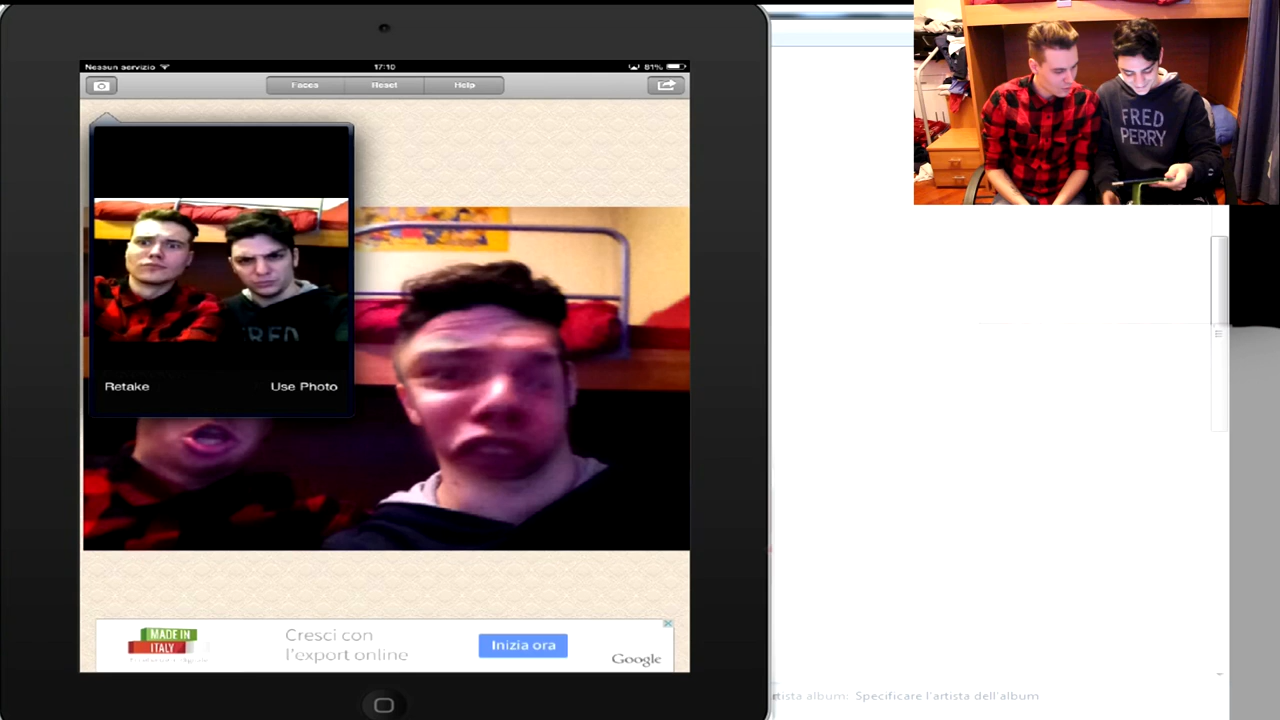 Nessun servizio
17:10
81%
Faces
Reset
Help
FRED
PERRY
FRED
Retake
Use Photo
MADE IN
ITALY
Cresci con
l'export online
Inizia ora
Google
tista album: Specificare l'artista dell'album